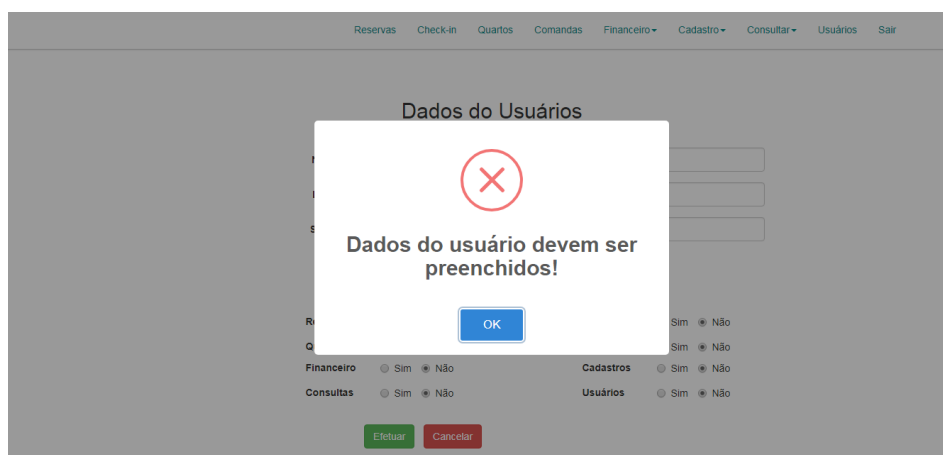 Reservas Check-in Quartos Comandas Financeiro Cadastro Consultar Usuários Sair
Dados do Usuários
Dados do usuário devem ser
preenchidos!
OK
Sim Não
Sim Não
Financeiro Sim Não Cadastros Sim Não
Consultas Sim Não Usuários Sim Não
Efetuar Cancelar